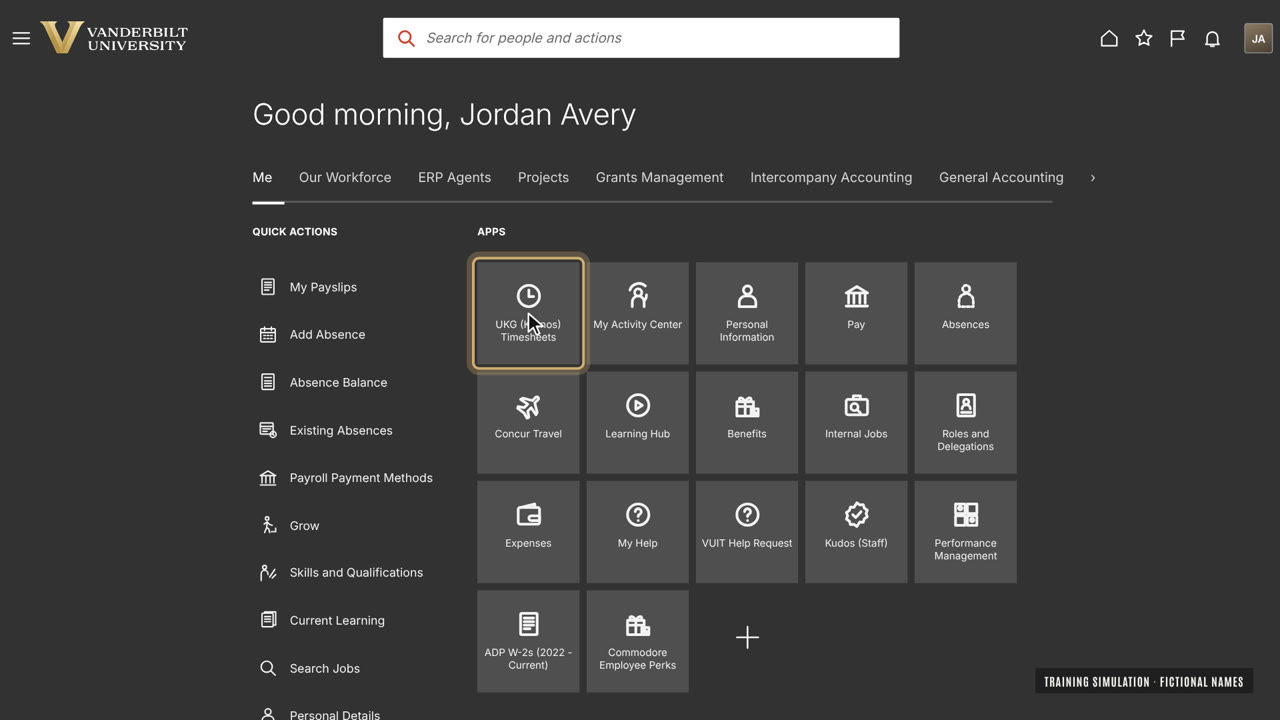 VANDERBILT
UNIVERSITY
Search for people and actions
JA
Good morning, Jordan Avery
Me
Our Workforce
ERP Agents
Projects
Grants Management
Intercompany Accounting
General Accounting
QUICK ACTIONS
My Payslips
Add Absence
Absence Balance
Existing Absences
Payroll Payment Methods
Grow
Skills and Qualifications
Current Learning
Search Jobs
Personal Details
APPS
UKG
Timesheets
My Activity Center
Personal
Information
Pay
Absences
Concur Travel
Learning Hub
Benefits
Internal Jobs
Roles and
Delegations
Expenses
My Help
VUIT Help Request
Kudos (Staff)
Performance
Management
ADP W-2s (2022 -
Current)
Commodore
Employee Perks
TRAINING SIMULATION · FICTIONAL NAMES